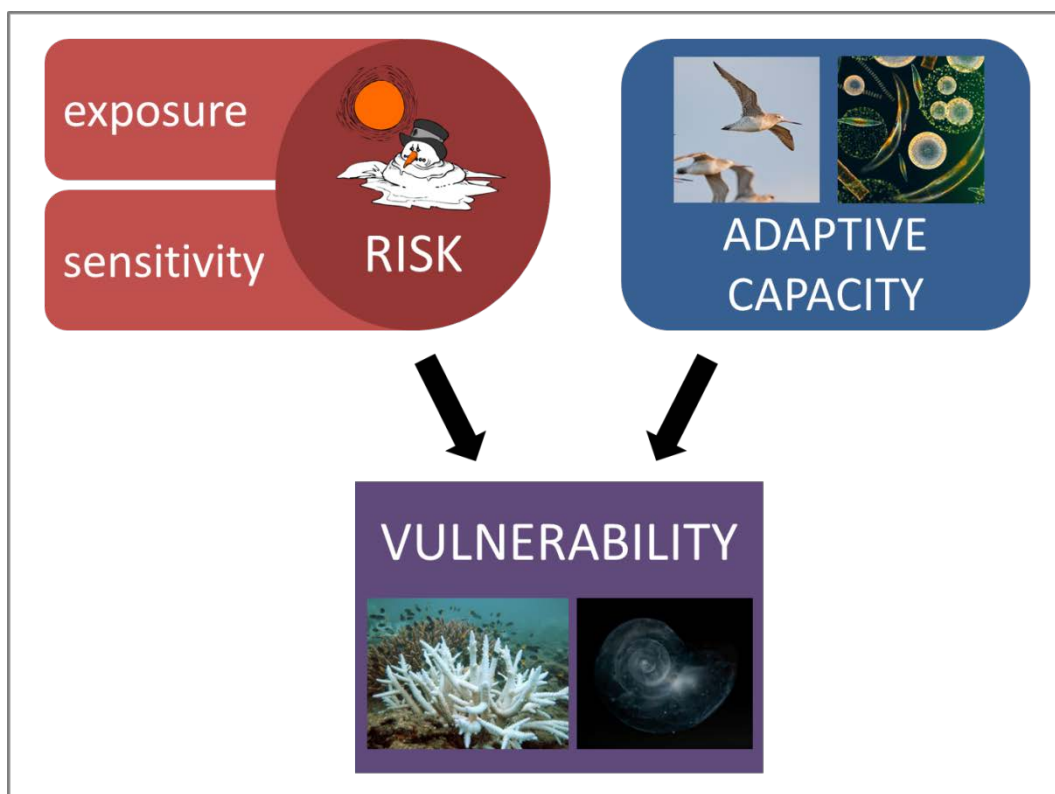 exposure
sensitivity
RISK
ADAPTIVE
CAPACITY
VULNERABILITY